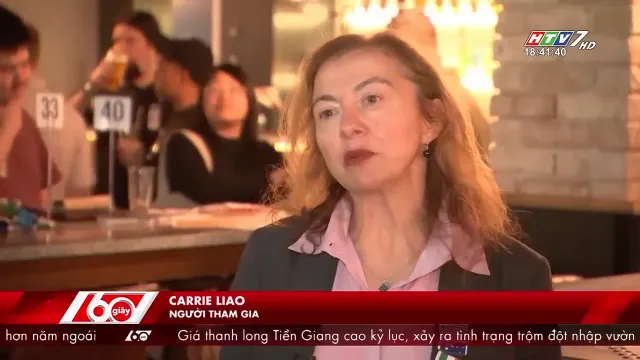 HTV7 HD
18:41:40
33
40
CARRIE LIAO
NGƯỜI THAM GIA
60 giây
hơn năm ngoái 60 Giá thanh long Tiền Giang cao kỷ lục, xảy ra tình trạng trộm đột nhập vườn